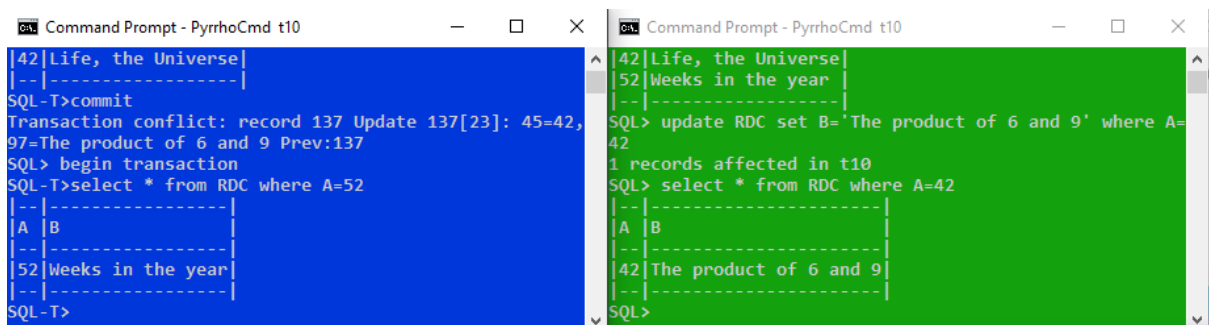 Command Prompt - PyrrhoCmd t10
|42|Life, the Universe|
|--|------------------|
SQL-T>commit
Transaction conflict: record 137 Update 137[23]: 45=42,
97=The product of 6 and 9 Prev:137
SQL> begin transaction
SQL-T>select * from RDC where A=52
|--|-----------------|
|A |B                |
|--|-----------------|
|52|Weeks in the year|
|--|-----------------|
SQL-T>
Command Prompt - PyrrhoCmd t10
|42|Life, the Universe|
|52|Weeks in the year |
|--|------------------|
SQL> update RDC set B='The product of 6 and 9' where A=
42
1 records affected in t10
SQL> select * from RDC where A=42
|--|----------------------|
|A |B                     |
|--|----------------------|
|42|The product of 6 and 9|
|--|----------------------|
SQL>